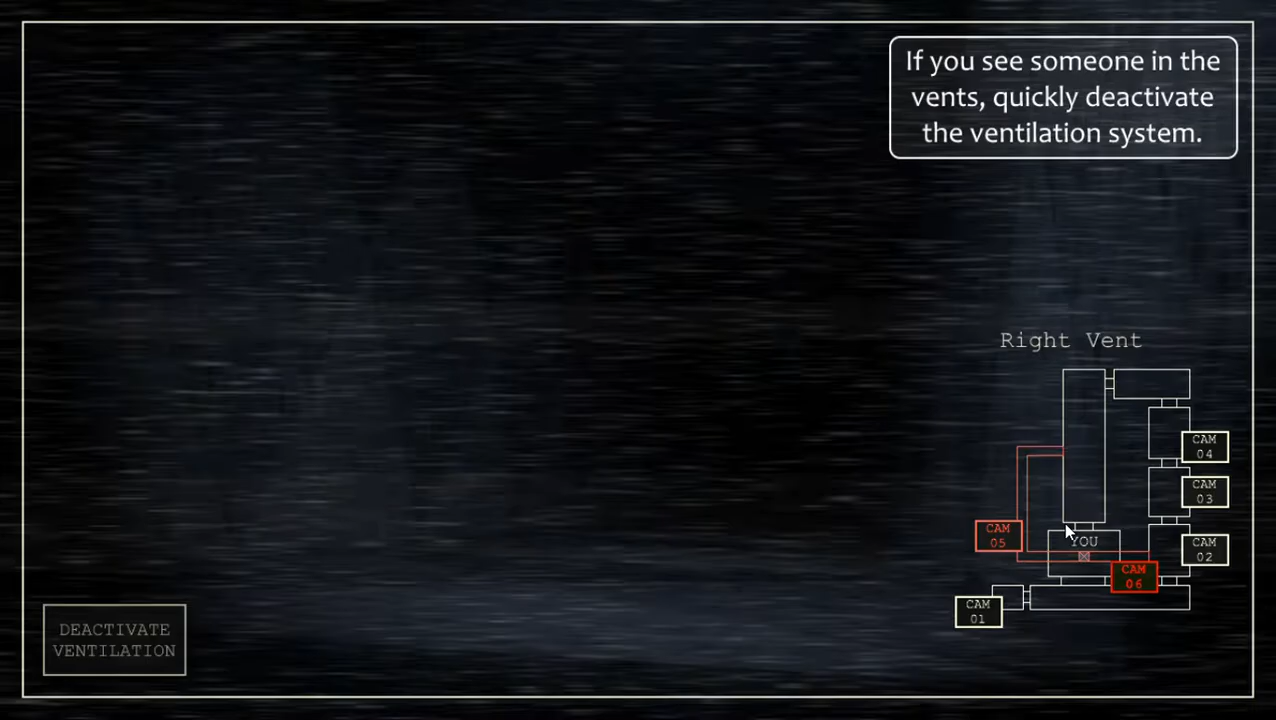 If you see someone in the
vents, quickly deactivate
the ventilation system.
Right Vent
CAM
04
CAM
03
CAM
05
YOU
CAM
02
CAM
06
CAM
01
DEACTIVATE
VENTILATION